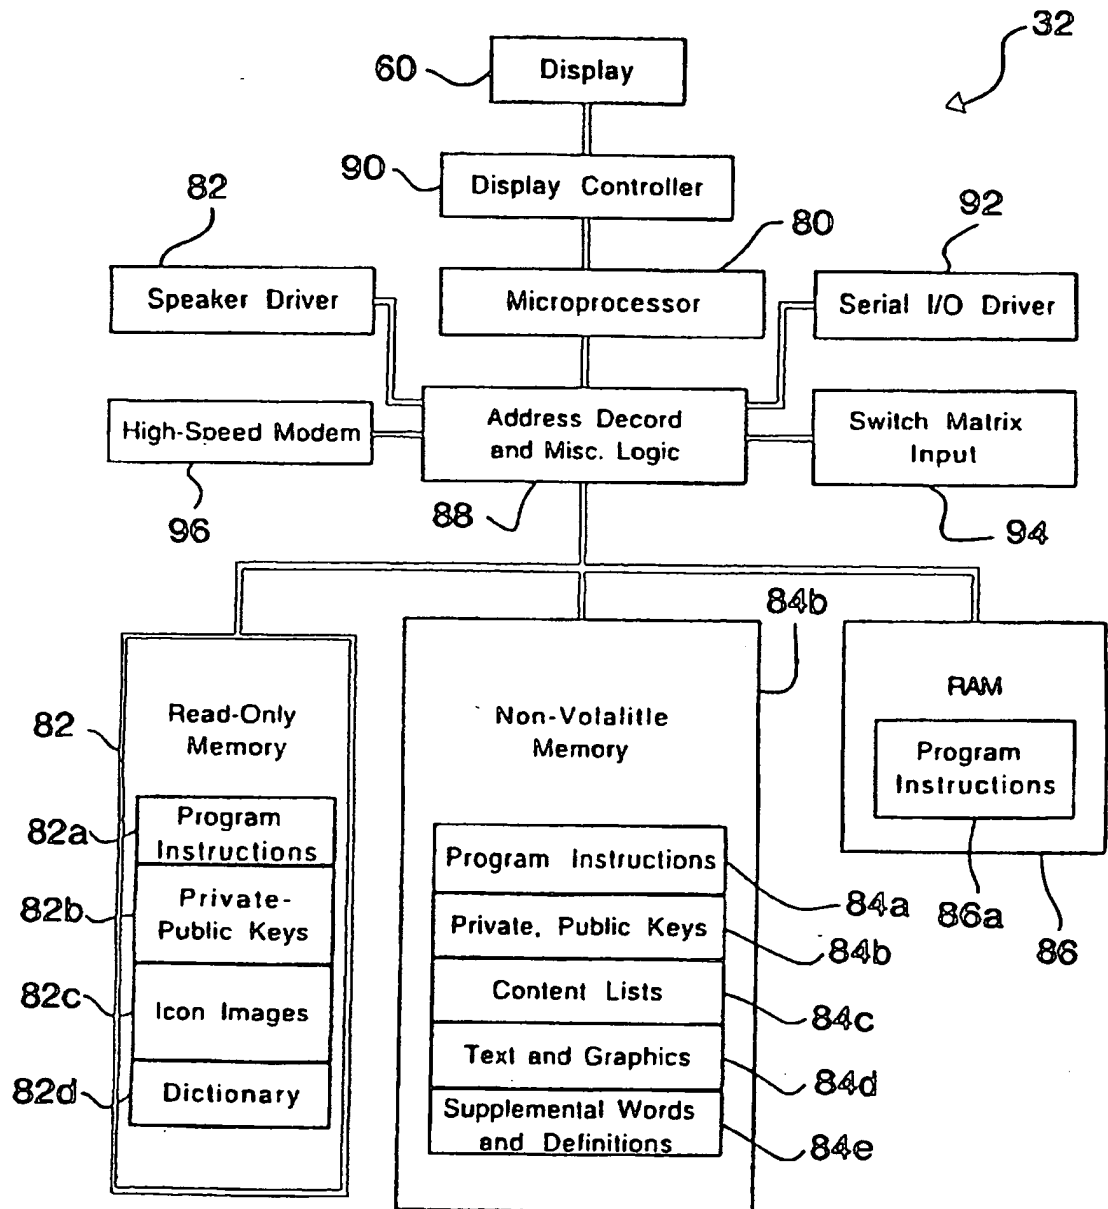 32
60
Display
90
Display Controller
82
80
92
Speaker Driver
Microprocessor
Serial I/O Driver
High-Speed Modem
Address Decord
and Misc. Logic
Switch Matrix
Input
96
88
94
84b
82
Read-Only
Memory
Non-Volalitle
Memory
RAM
Program
Instructions
82a
Program
Instructions
82b
Private-
Public Keys
82c
Icon Images
82d
Dictionary
Program Instructions
84a
Private, Public Keys
84b
Content Lists
84c
Text and Graphics
84d
Supplemental Words
and Definitions
84e
86a
86